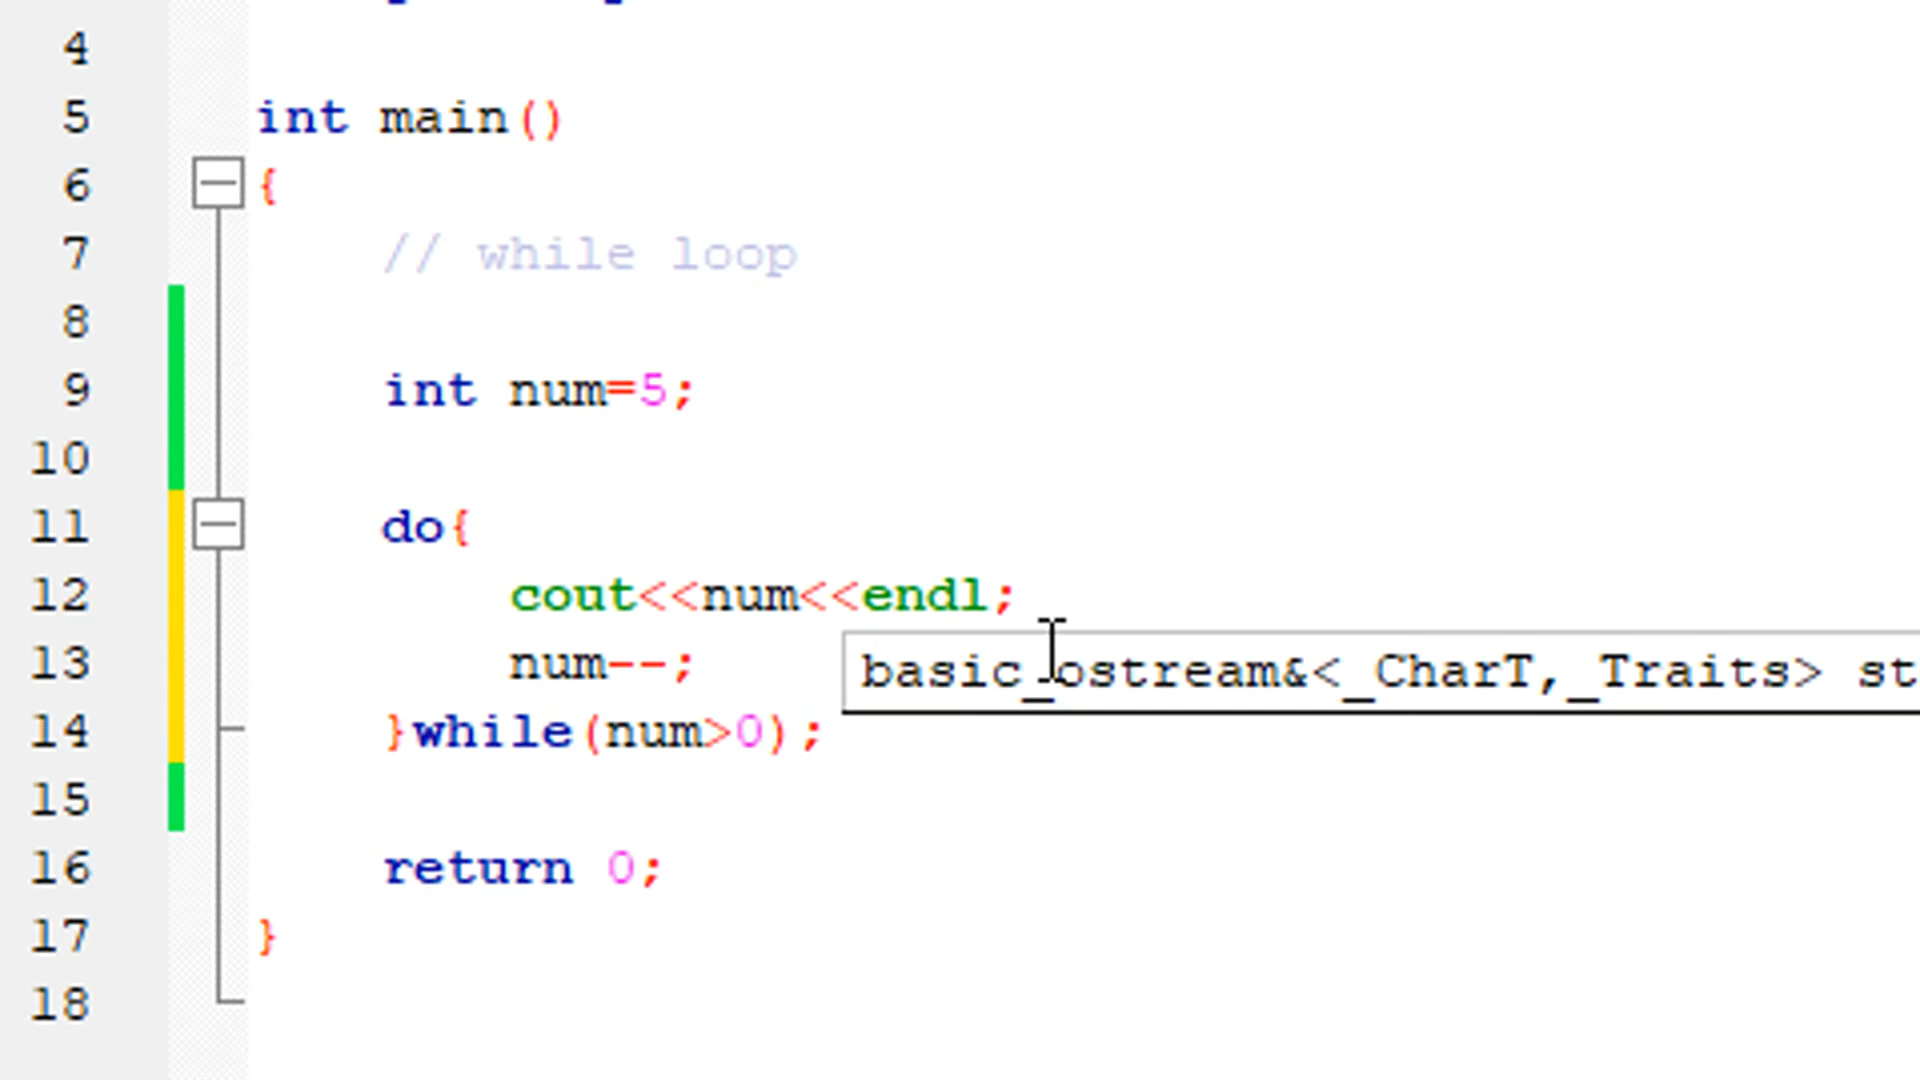 4
5 int main()
6 {
7 // while loop
8
9 int num=5;
10
11 do{
12 cout<<num<<endl;
13 num--; basic_ostream&<_CharT,_Traits> st
14 }while(num>0);
15
16 return 0;
17 }
18